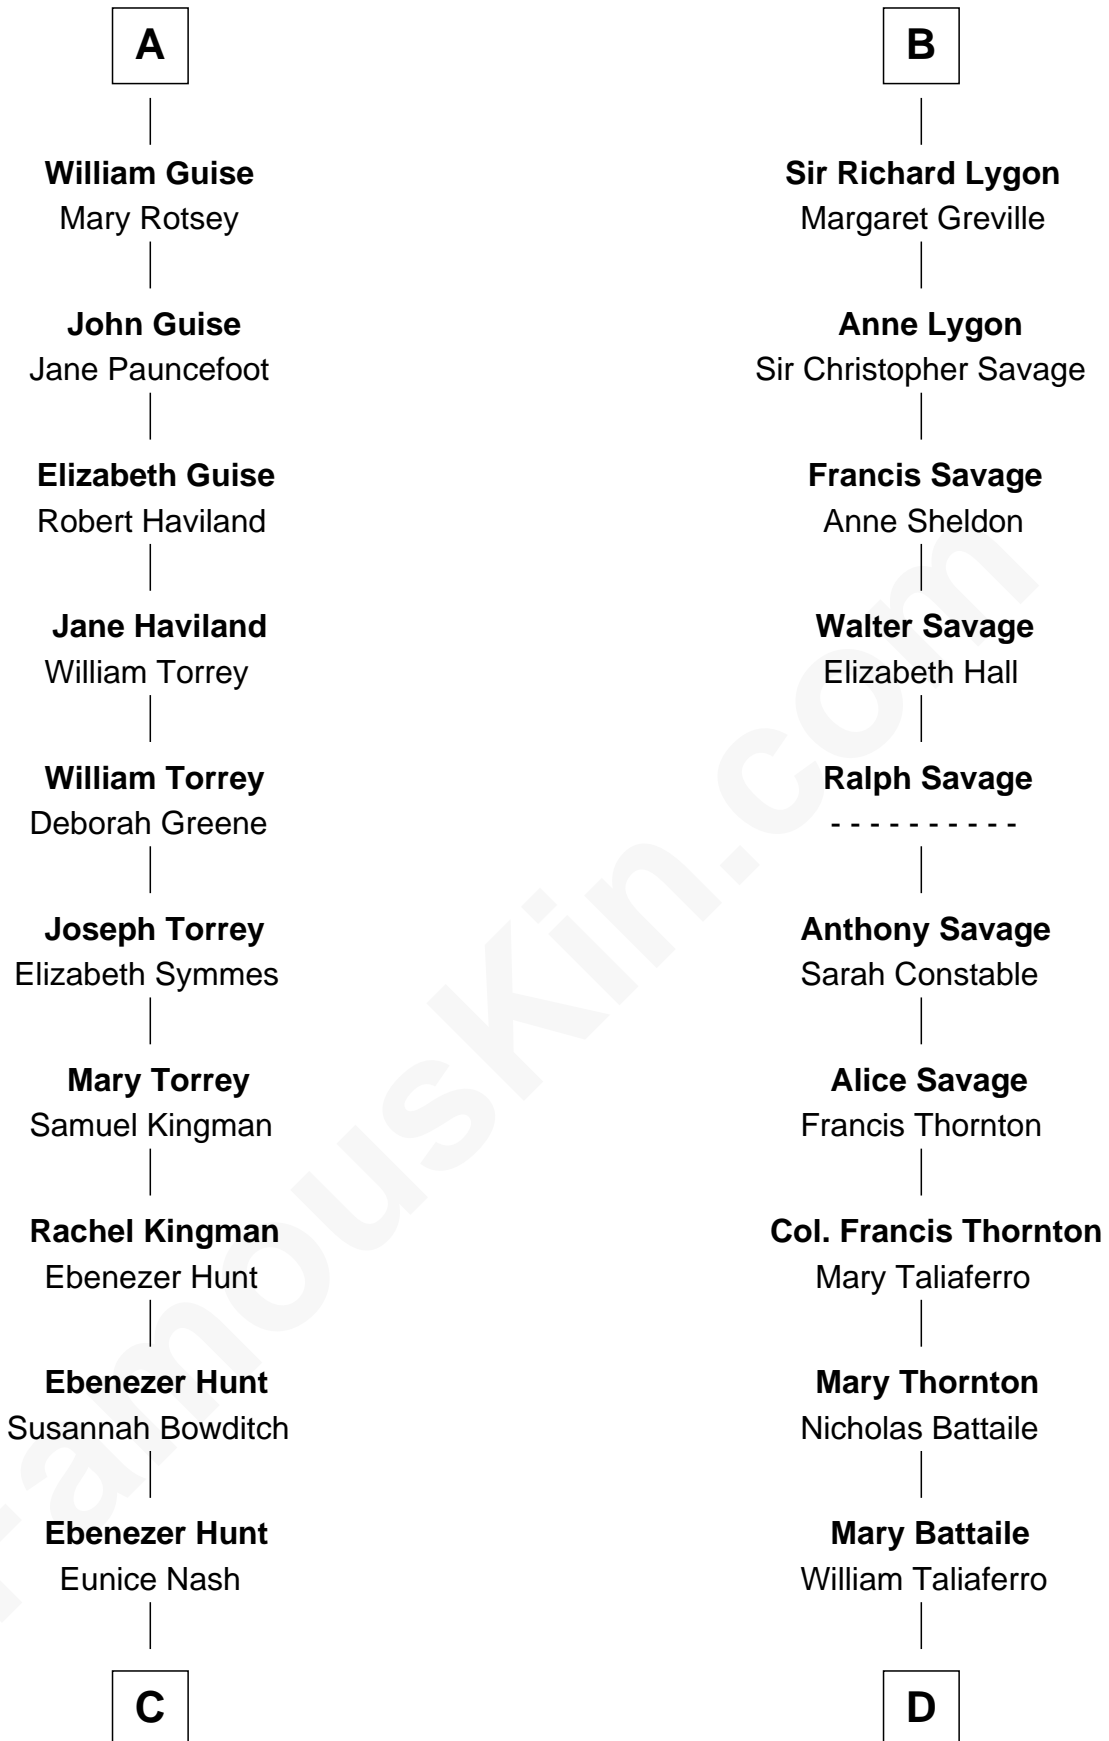 A
William Guise
Mary Rotsey
John Guise
Jane Pauncefoot
Elizabeth Guise
Robert Haviland
Jane Haviland
William Torrey
William Torrey
Deborah Greene
Joseph Torrey
Elizabeth Symmes
Mary Torrey
Samuel Kingman
Rachel Kingman
Ebenezer Hunt
Ebenezer Hunt
Susannah Bowditch
Ebenezer Hunt
Eunice Nash
C
B
Sir Richard Lygon
Margaret Greville
Anne Lygon
Sir Christopher Savage
Francis Savage
Anne Sheldon
Walter Savage
Elizabeth Hall
Ralph Savage
- - - - - - - - - -
Anthony Savage
Sarah Constable
Alice Savage
Francis Thornton
Col. Francis Thornton
Mary Taliaferro
Mary Thornton
Nicholas Battaile
Mary Battaile
William Taliaferro
D
FamousKin.com